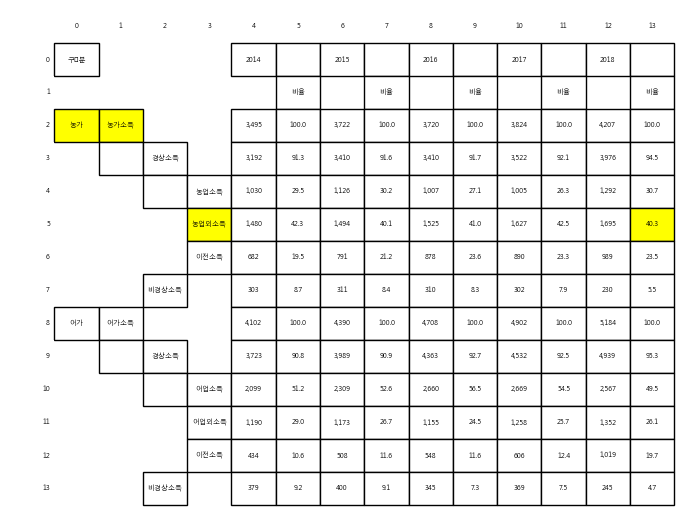 0 1 2 3 4 5 6 7 8 9 10 11 12 13
0 2014 2015 2016 2017 2018
1 비율 비율 비율 비율 비율
2 농가 농가소득 3,495 100.0 3,722 100.0 3,720 100.0 3,824 100.0 4,207 100.0
3 경상소득 3,192 91.3 3,410 91.6 3,410 91.7 3,522 92.1 3,976 94.5
4 농업소득 1,030 29.5 1,126 30.2 1,007 27.1 1,005 26.3 1,292 30.7
5 농업외소득 1,480 42.3 1,494 40.1 1,525 41.0 1,627 42.5 1,695 40.3
6 이전소득 682 19.5 791 21.2 878 23.6 890 23.3 989 23.5
7 비경상소득 303 8.7 311 8.4 310 8.3 302 7.9 230 5.5
8 어가 어가소득 4,102 100.0 4,390 100.0 4,708 100.0 4,902 100.0 5,184 100.0
9 경상소득 3,723 90.8 3,989 90.9 4,363 92.7 4,532 92.5 4,939 95.3
10 어업소득 2,099 51.2 2,309 52.6 2,660 56.5 2,669 54.5 2,567 49.5
11 어업외소득 1,190 29.0 1,173 26.7 1,155 24.5 1,258 25.7 1,352 26.1
12 이전소득 434 10.6 508 11.6 548 11.6 606 12.4 1,019 19.7
13 비경상소득 379 9.2 400 9.1 345 7.3 369 7.5 245 4.7